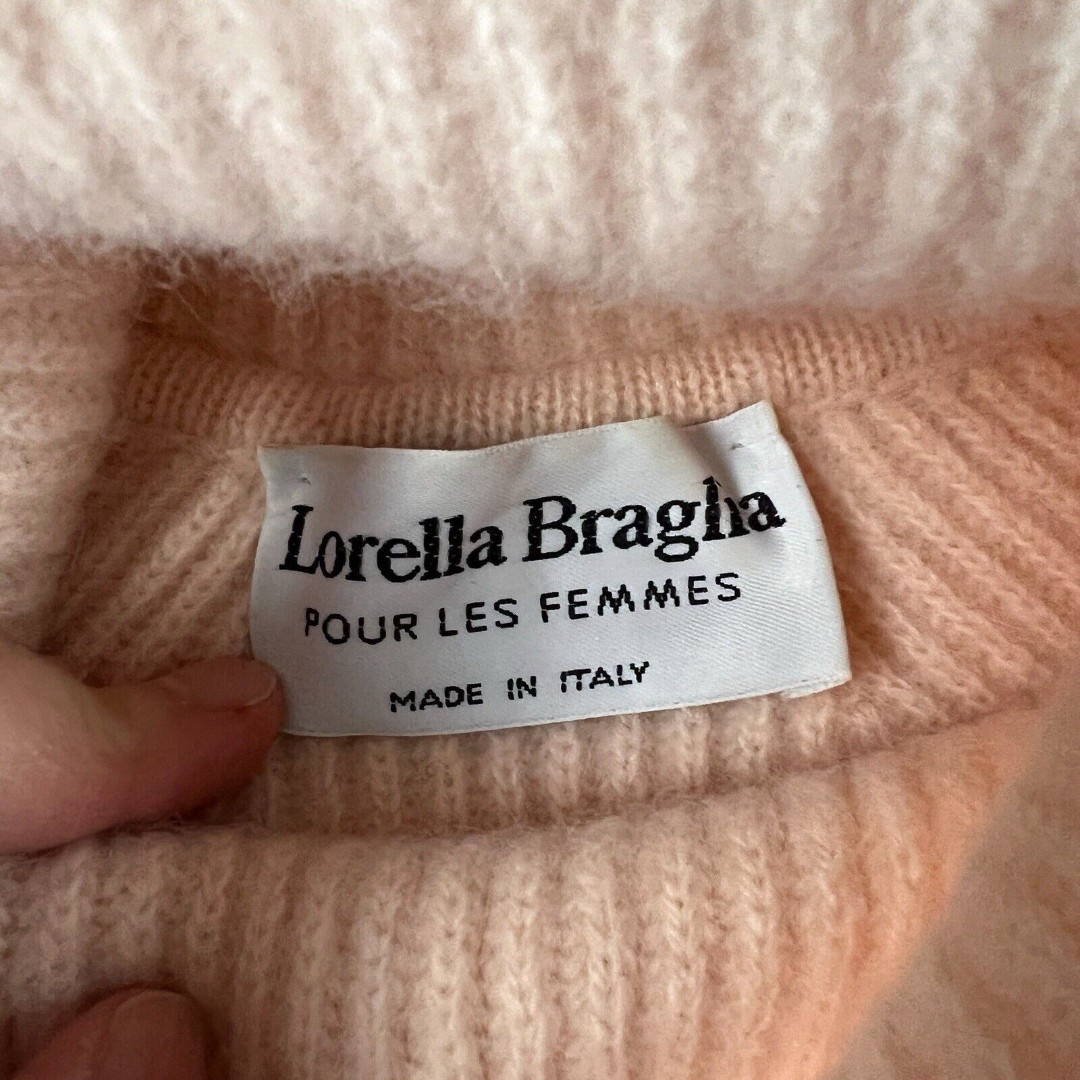 Lorella Braglia
POUR LES FEMMES
MADE IN ITALY